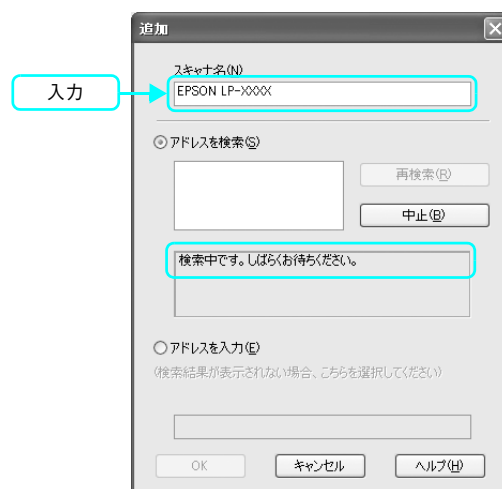 追加
スキャナ名(N)
入力
EPSON LP-XXXX
アドレスを検索(S)
再検索(R)
中止(B)
検索中です。しばらくお待ちください。
アドレスを入力(E)
(検索結果が表示されない場合、こちらを選択してください)
OK
キャンセル
ヘルプ(H)